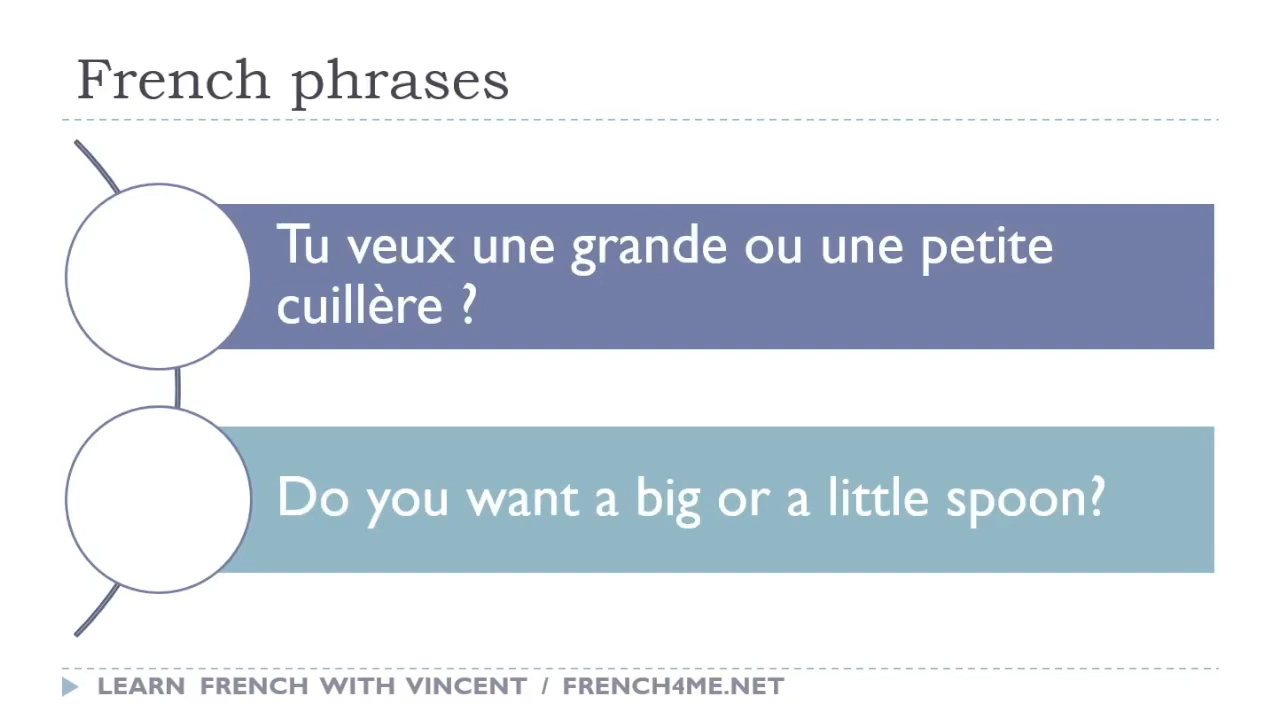 French phrases
Tu veux une grande ou une petite
cuillère ?
Do you want a big or a little spoon?
LEARN FRENCH WITH VINCENT / FRENCH4ME.NET